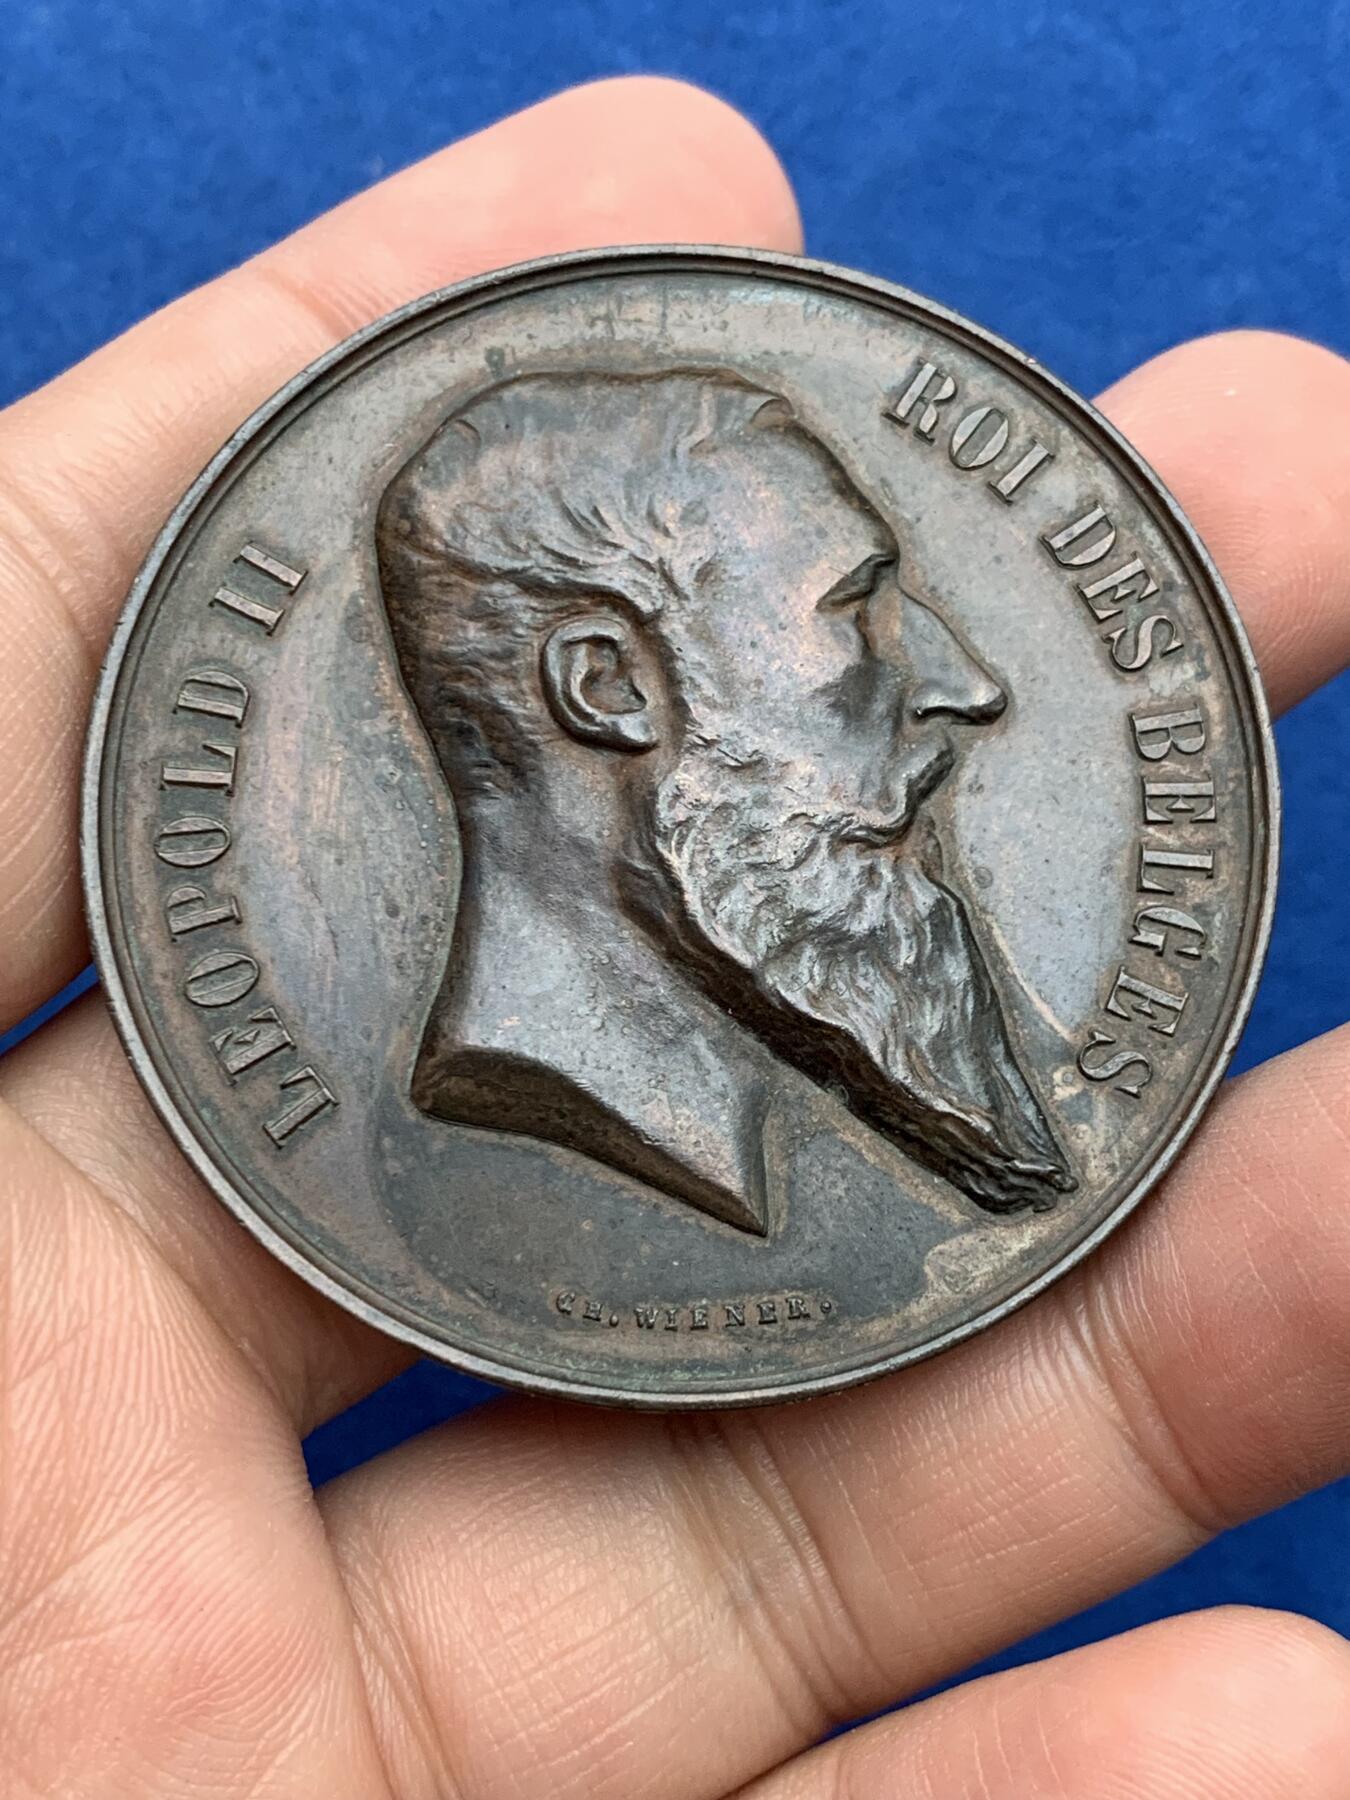 LEOPOLD II
ROI DES BELGES
CH. WIENER.